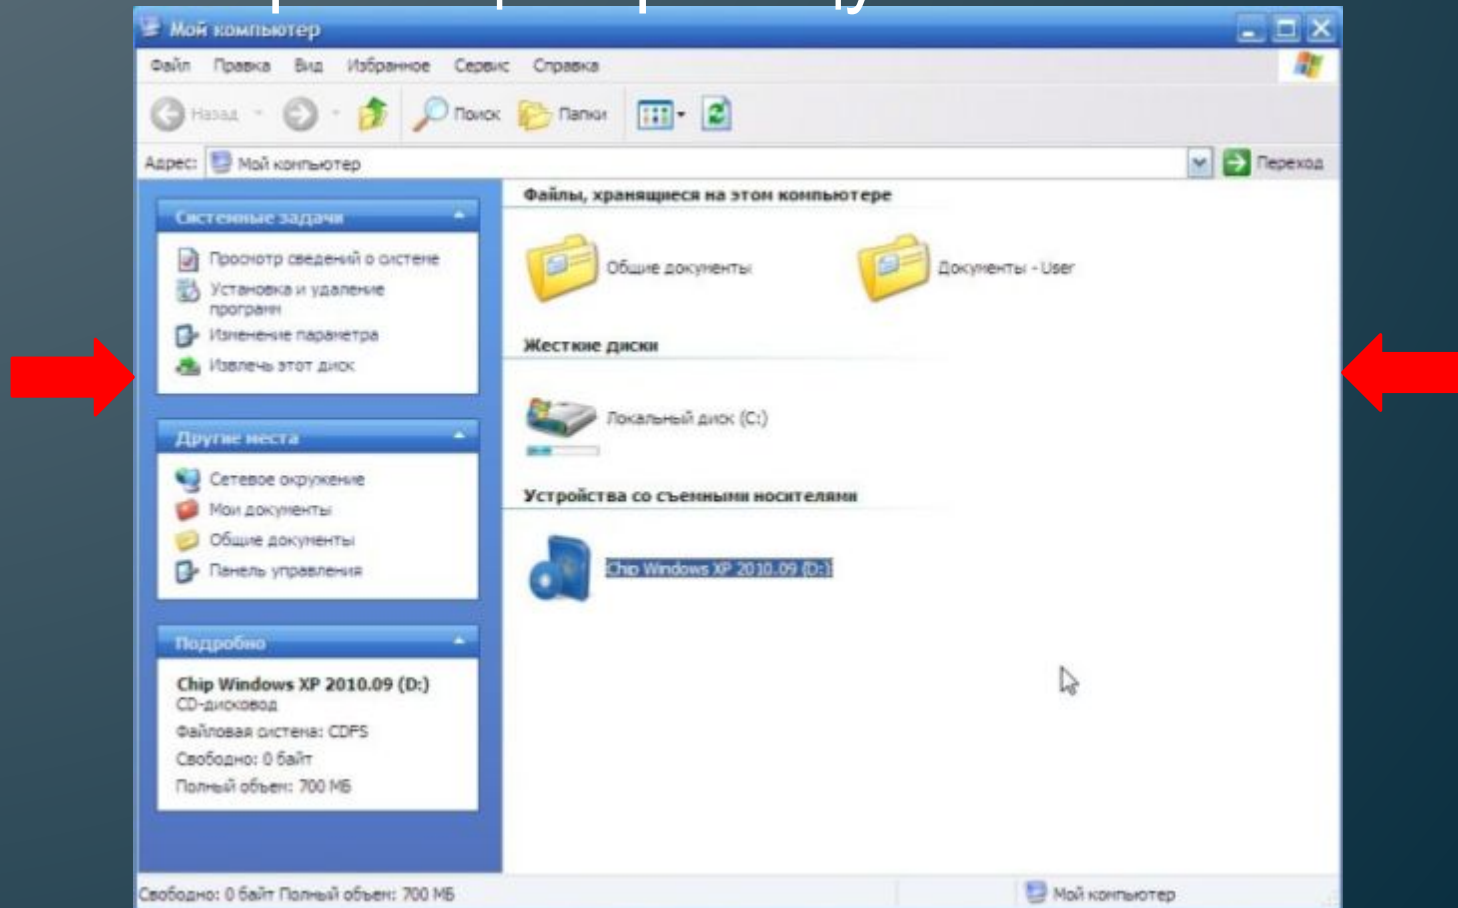 Мой компьютер
Файл Правка Вид Избранное Сервис Справка
Назад Поиск Папки
Адрес: Мой компьютер Переход
Системные задачи
Просмотр сведений о системе
Установка и удаление
программ
Изменение параметра
Извлечь этот диск
Другие места
Сетевое окружение
Мои документы
Общие документы
Панель управления
Подробно
Chip Windows XP 2010.09 (D:)
CD-дисковод
Файловая система: CDFS
Свободно: 0 байт
Полный объем: 700 МБ
Файлы, хранящиеся на этом компьютере
Общие документы Документы - User
Жесткие диски
Локальный диск (C:)
Устройства со съемными носителями
Chip Windows XP 2010.09 (D:)
Свободно: 0 байт Полный объем: 700 МБ Мой компьютер